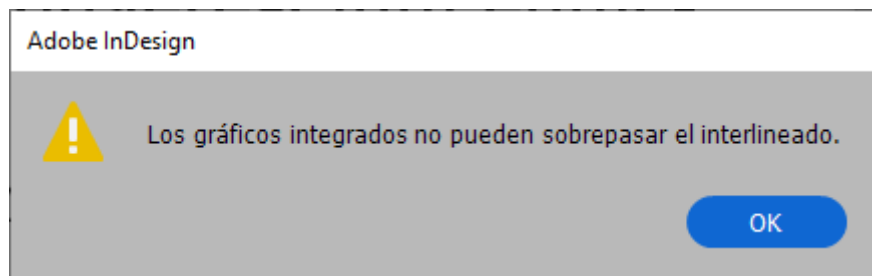 Adobe InDesign
Los gráficos integrados no pueden sobrepasar el interlineado.
OK